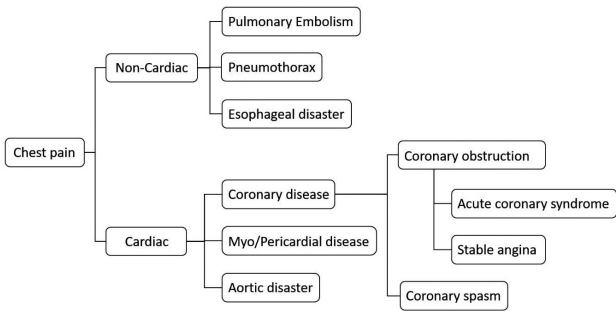 Pulmonary Embolism
Non-Cardiac
Pneumothorax
Esophageal disaster
Chest pain
Coronary obstruction
Coronary disease
Acute coronary syndrome
Cardiac
Myo/Pericardial disease
Stable angina
Aortic disaster
Coronary spasm